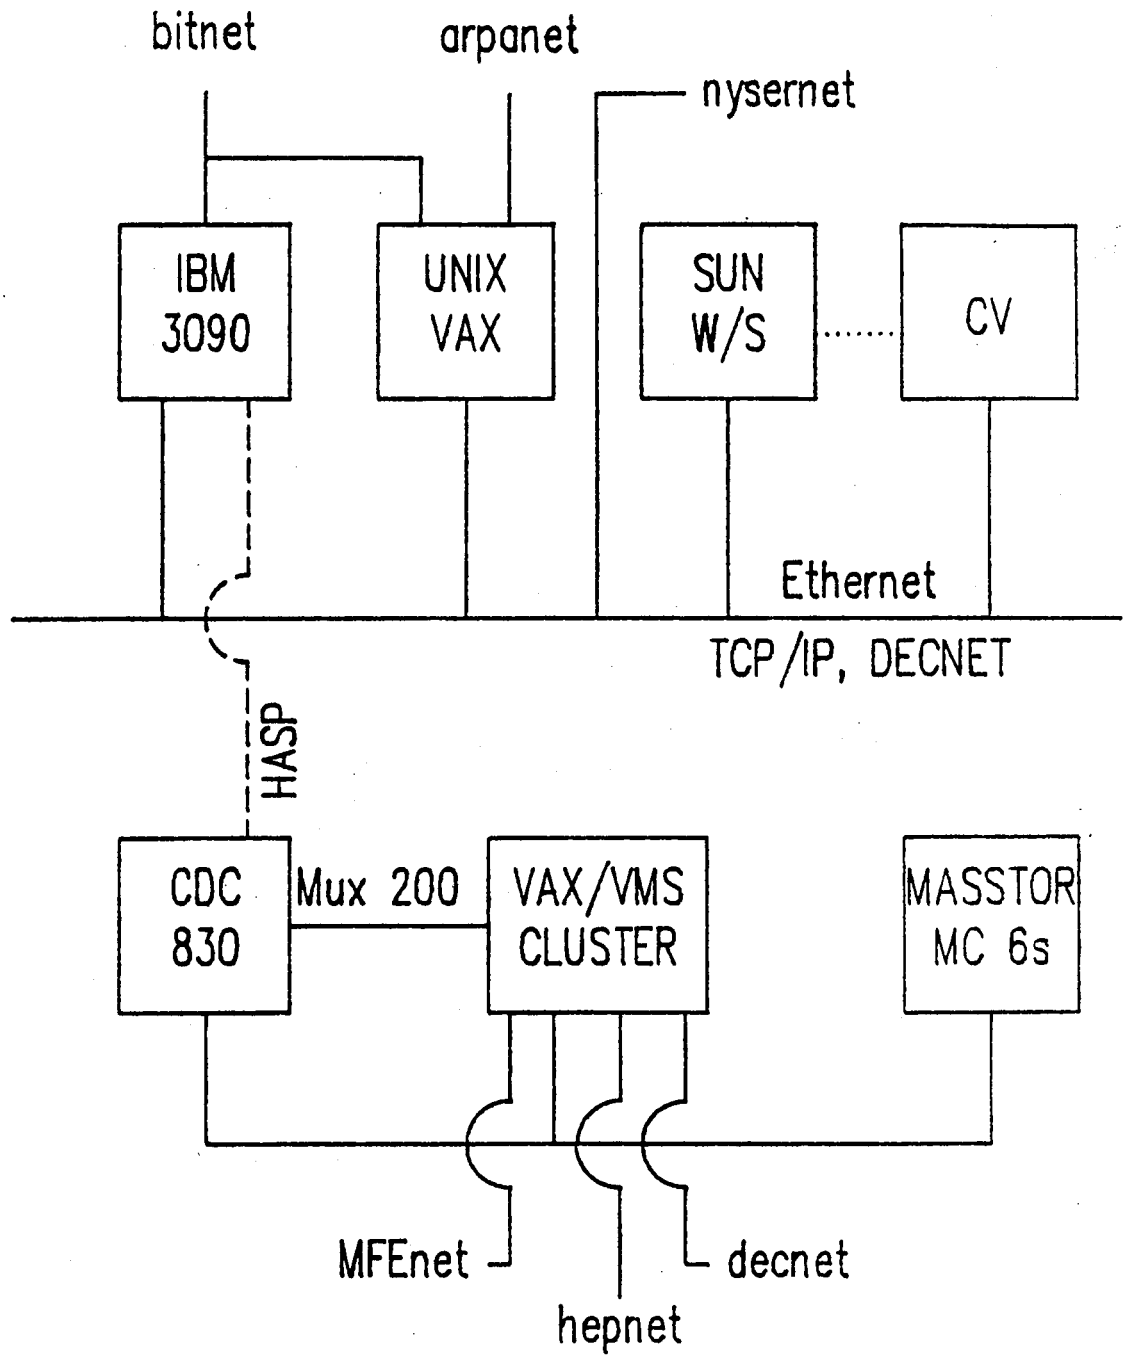 bitnet
arpanet
nysernet
IBM
3090
UNIX
VAX
SUN
W/S
CV
Ethernet
TCP/IP, DECNET
HASP
CDC
830
Mux 200
VAX/VMS
CLUSTER
MASSTOR
MC 6s
MFEnet
decnet
hepnet